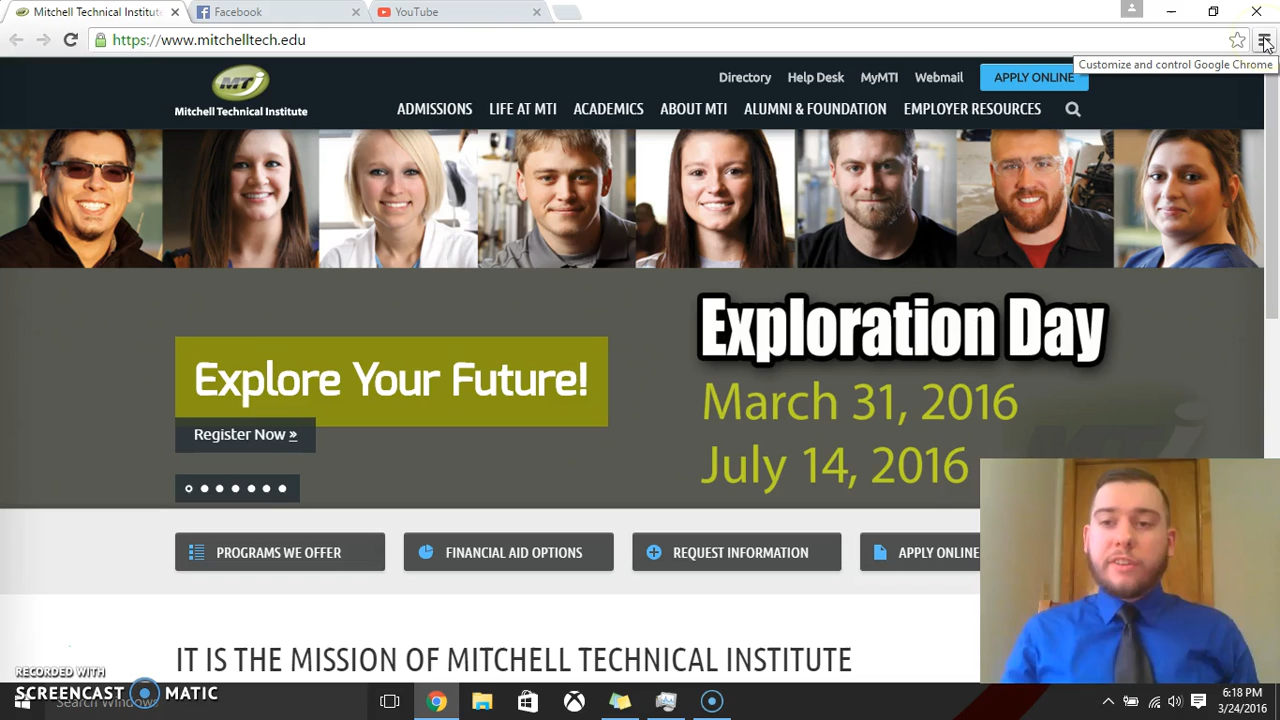 Mitchell Technical Institute
Facebook
YouTube
https://www.mitchelltech.edu
Customize and control Google Chrome
MTi
Mitchell Technical Institute
Directory
Help Desk
MyMTI
Webmail
APPLY ONLINE
ADMISSIONS
LIFE AT MTI
ACADEMICS
ABOUT MTI
ALUMNI & FOUNDATION
EMPLOYER RESOURCES
Exploration Day
Explore Your Future!
March 31, 2016
Register Now »
July 14, 2016
PROGRAMS WE OFFER
FINANCIAL AID OPTIONS
REQUEST INFORMATION
APPLY ONLINE
IT IS THE MISSION OF MITCHELL TECHNICAL INSTITUTE
RECORDED WITH
SCREENCAST MATIC
Search Windows
6:18 PM
3/24/2016